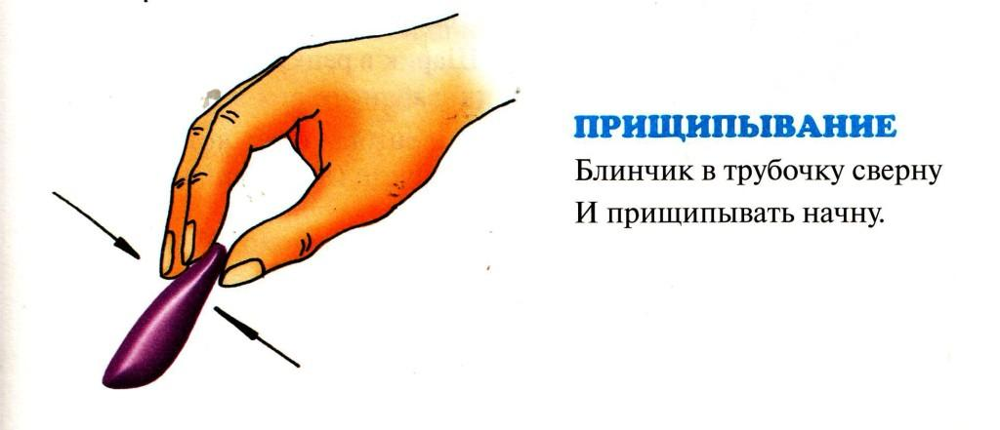 ПРИЩИПЫВАНИЕ
Блинчик в трубочку сверну
И прищипывать начну.